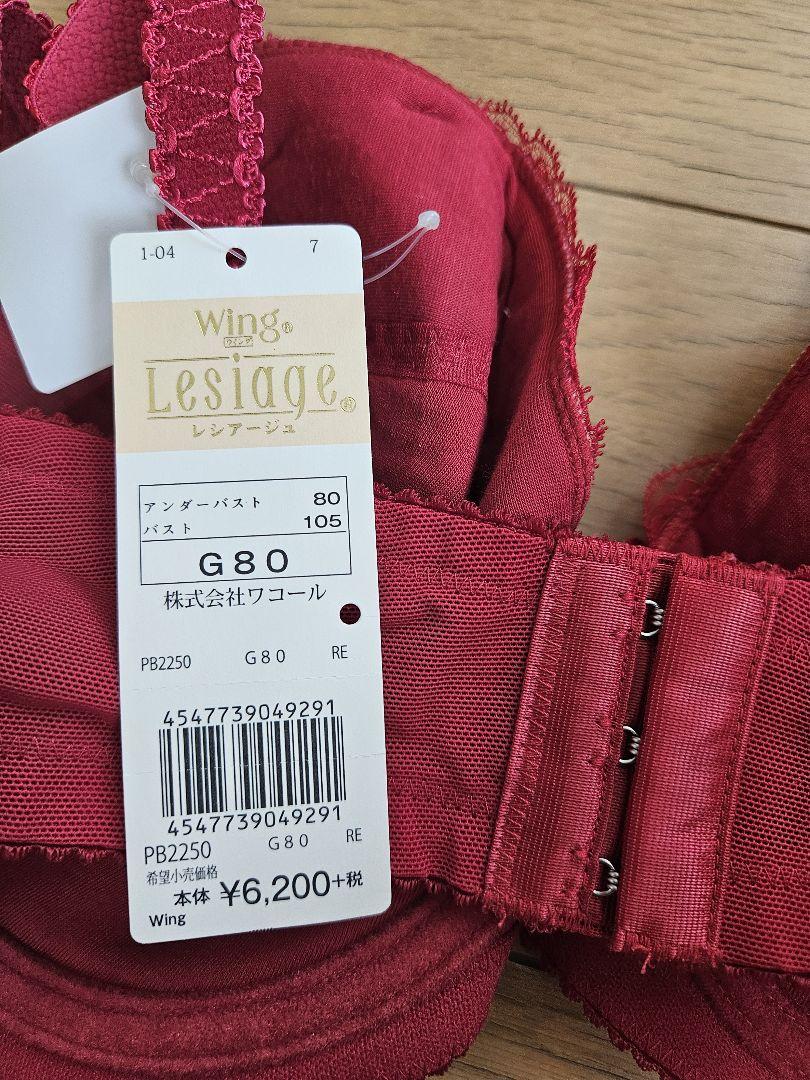 1-04 7
Wing®
ウイング
Lesiage®
レシアージュ
アンダーバスト 80
バスト 105
G80
株式会社ワコール
PB2250 G80 RE
4547739049291
4547739049291
PB2250 G80 RE
希望小売価格
本体 ¥6,200+税
Wing